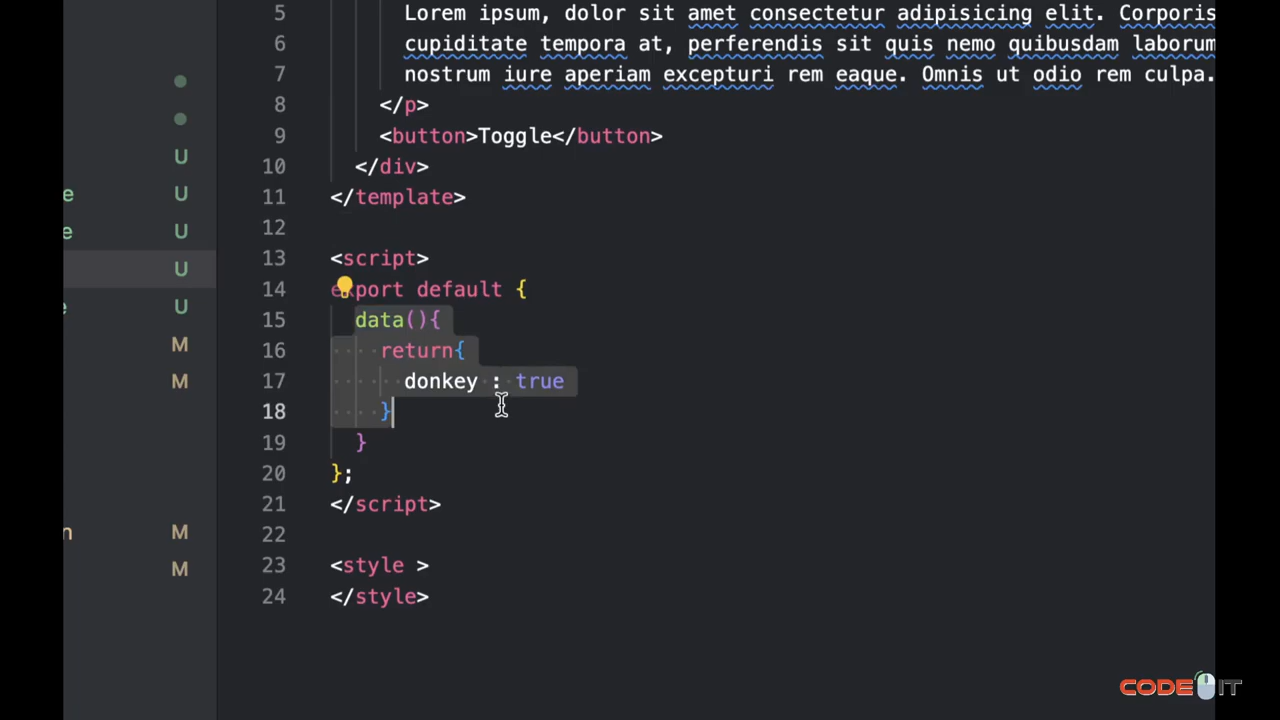 5 Lorem ipsum, dolor sit amet consectetur adipisicing elit. Corporis
6 cupiditate tempora at, perferendis sit quis nemo quibusdam laborum
7 nostrum iure aperiam excepturi rem eaque. Omnis ut odio rem culpa.
8 </p>
U 9 <button>Toggle</button>
10 </div>
e U 11 </template>
e U 12
13 <script>
U 14 export default {
e U 15 data(){
M 16 return{
M 17 donkey : true
18 }
19 }
20 };
21 </script>
n M 22
M 23 <style >
24 </style>
CODE IT